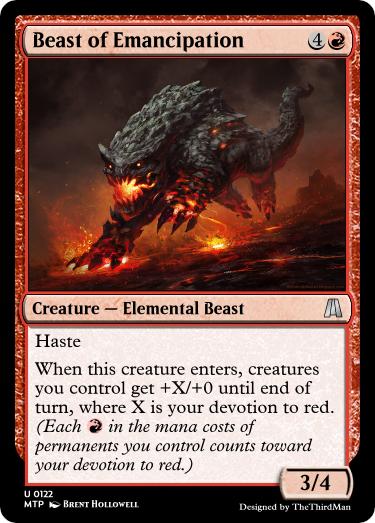 Beast of Emancipation 4
Creature — Elemental Beast
Haste
When this creature enters, creatures
you control get +X/+0 until end of
turn, where X is your devotion to red.
(Each in the mana costs of
permanents you control counts toward
your devotion to red.)
3/4
U 0122
MTP Brent Hollowell
Designed by TheThirdMan